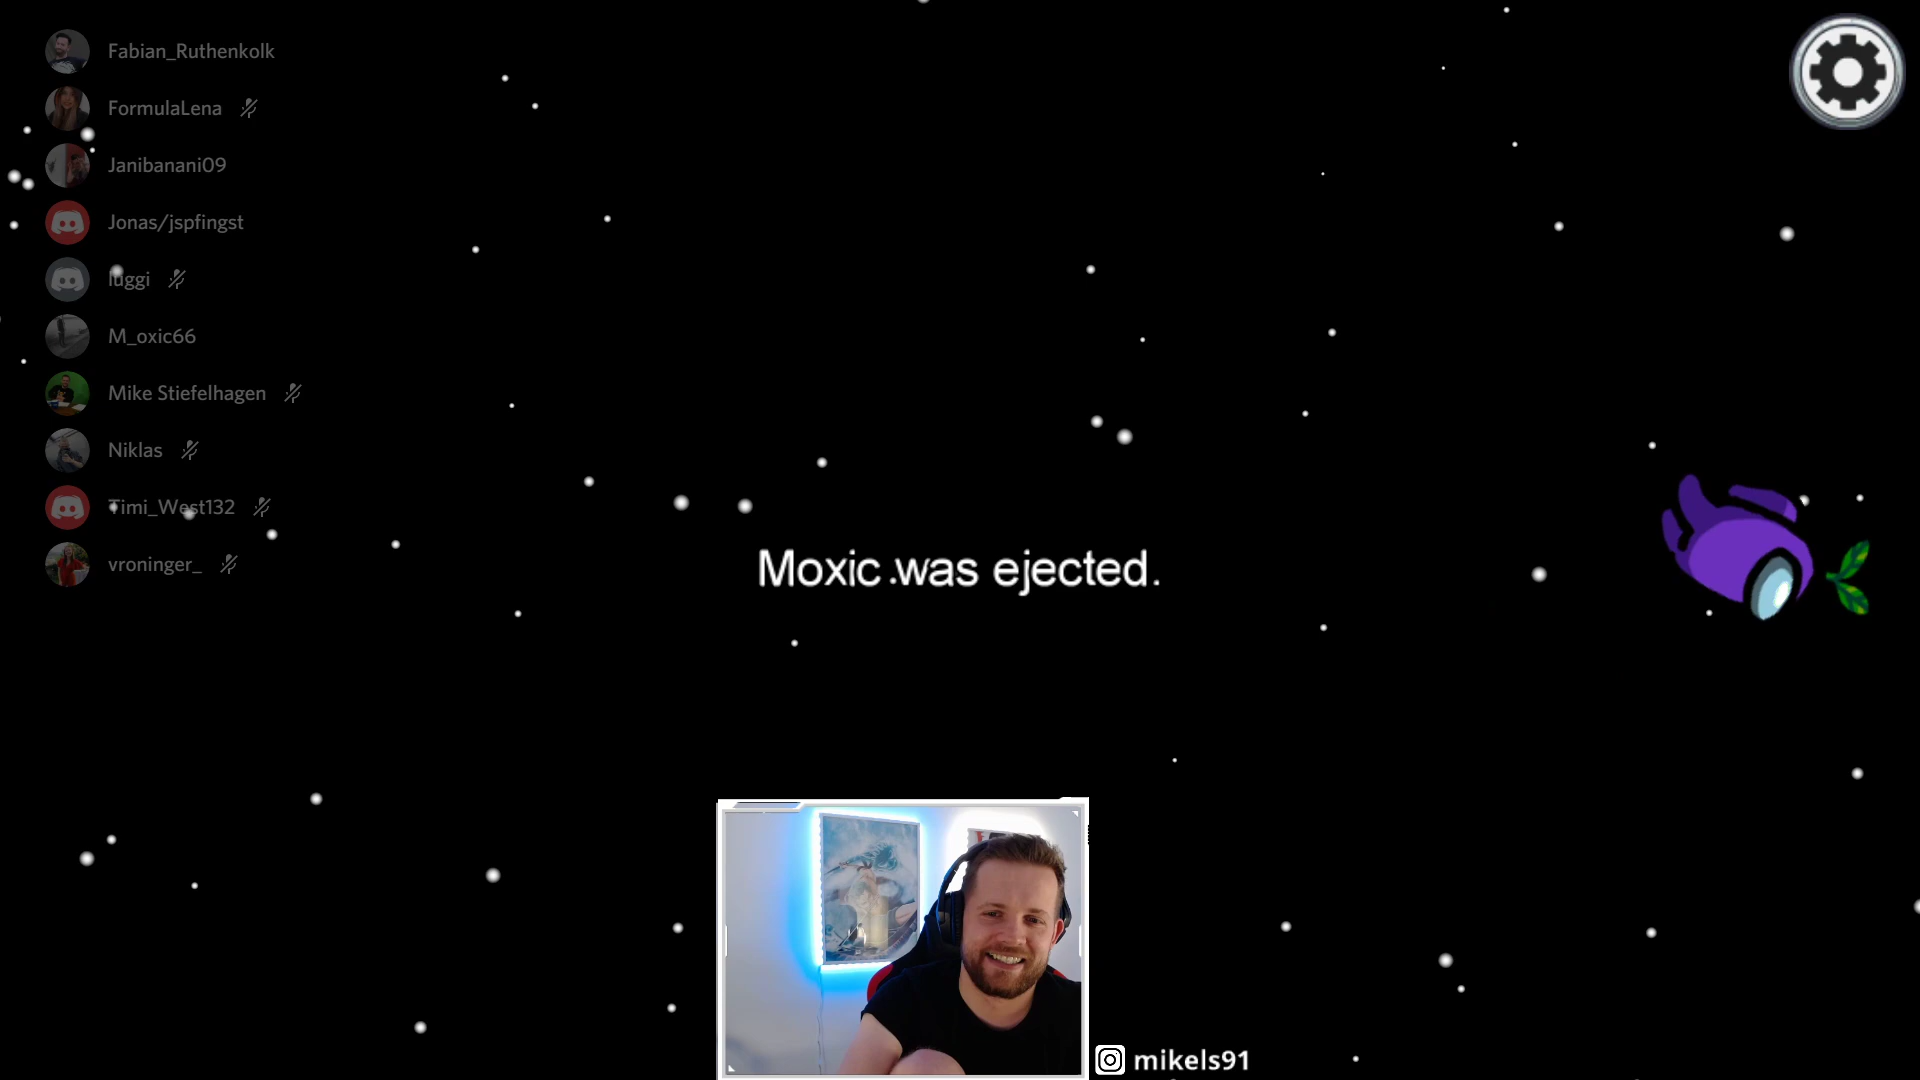 Fabian_Ruthenkolk
FormulaLena
Janibanani09
Jonas/jspfingst
luggi
M_oxic66
Mike Stiefelhagen
Niklas
Timi_West132
vroninger_
Moxic was ejected.
mikels91